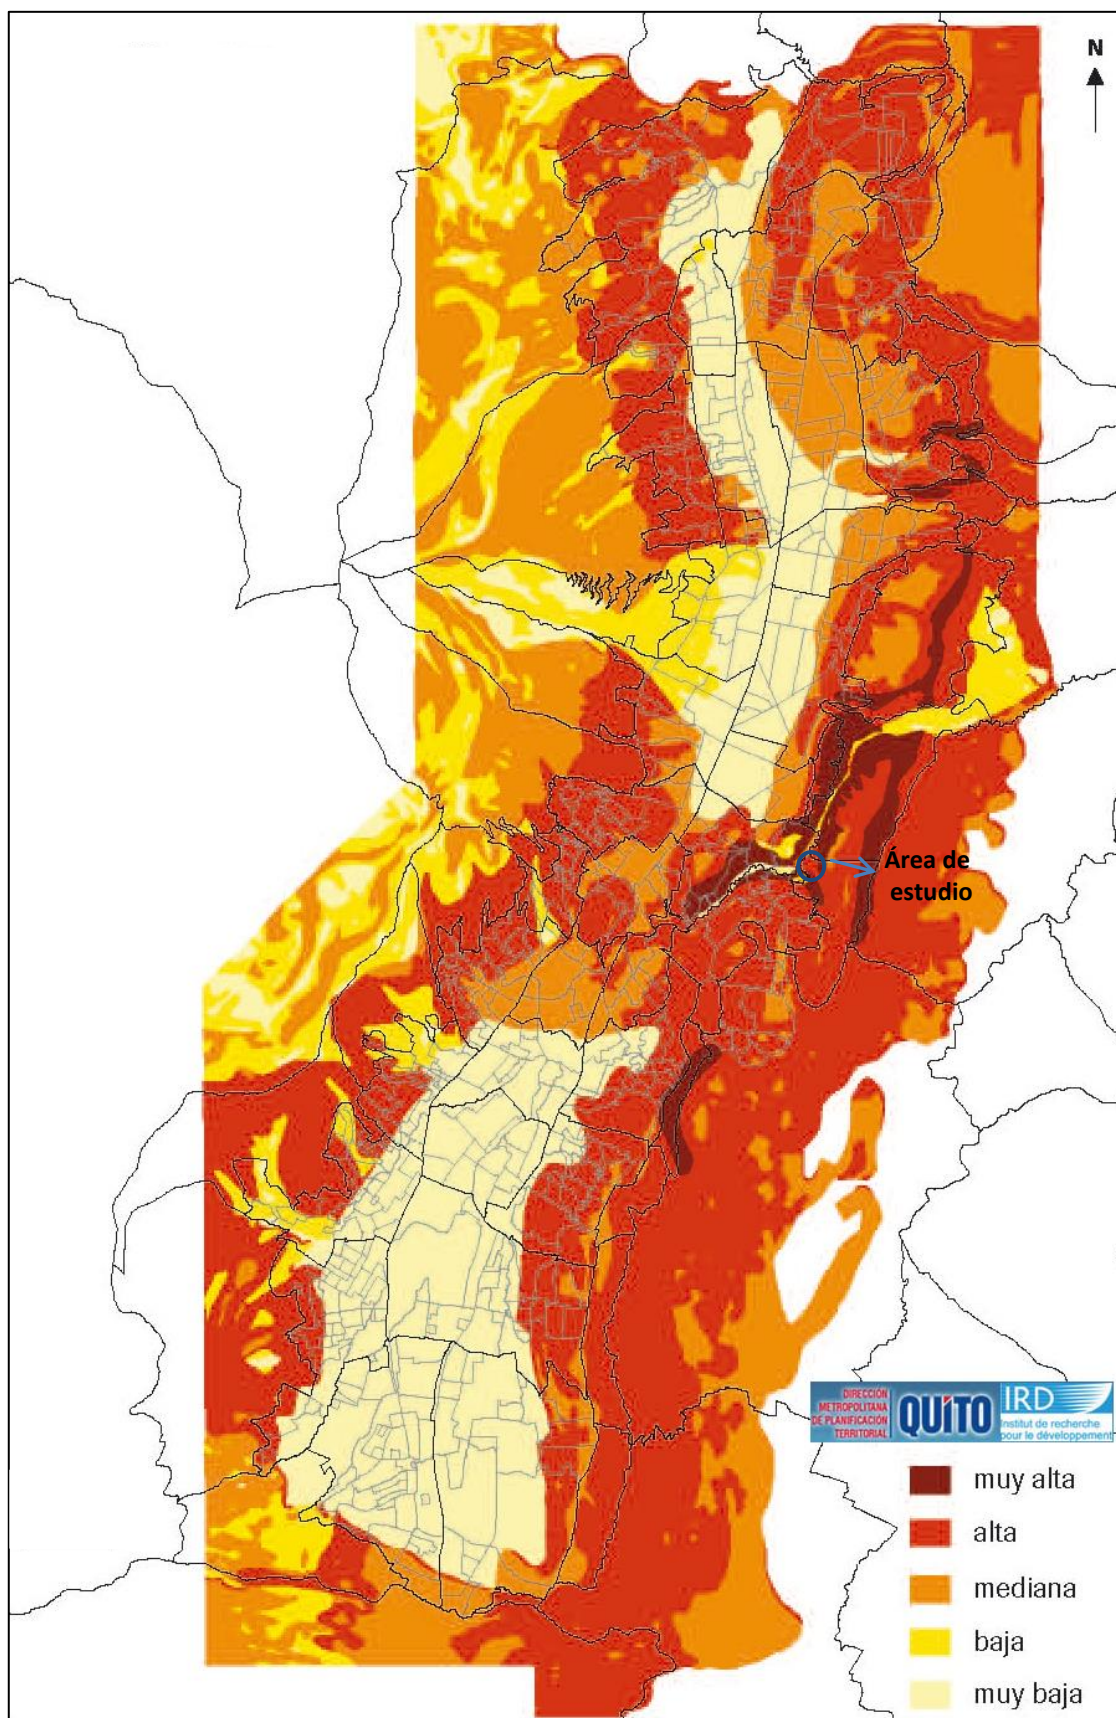 N
Área de
estudio
DIRECCIÓN
METROPOLITANA
DE PLANIFICACIÓN
TERRITORIAL
QUITO
IRD
Institut de recherche
pour le développement
muy alta
alta
mediana
baja
muy baja